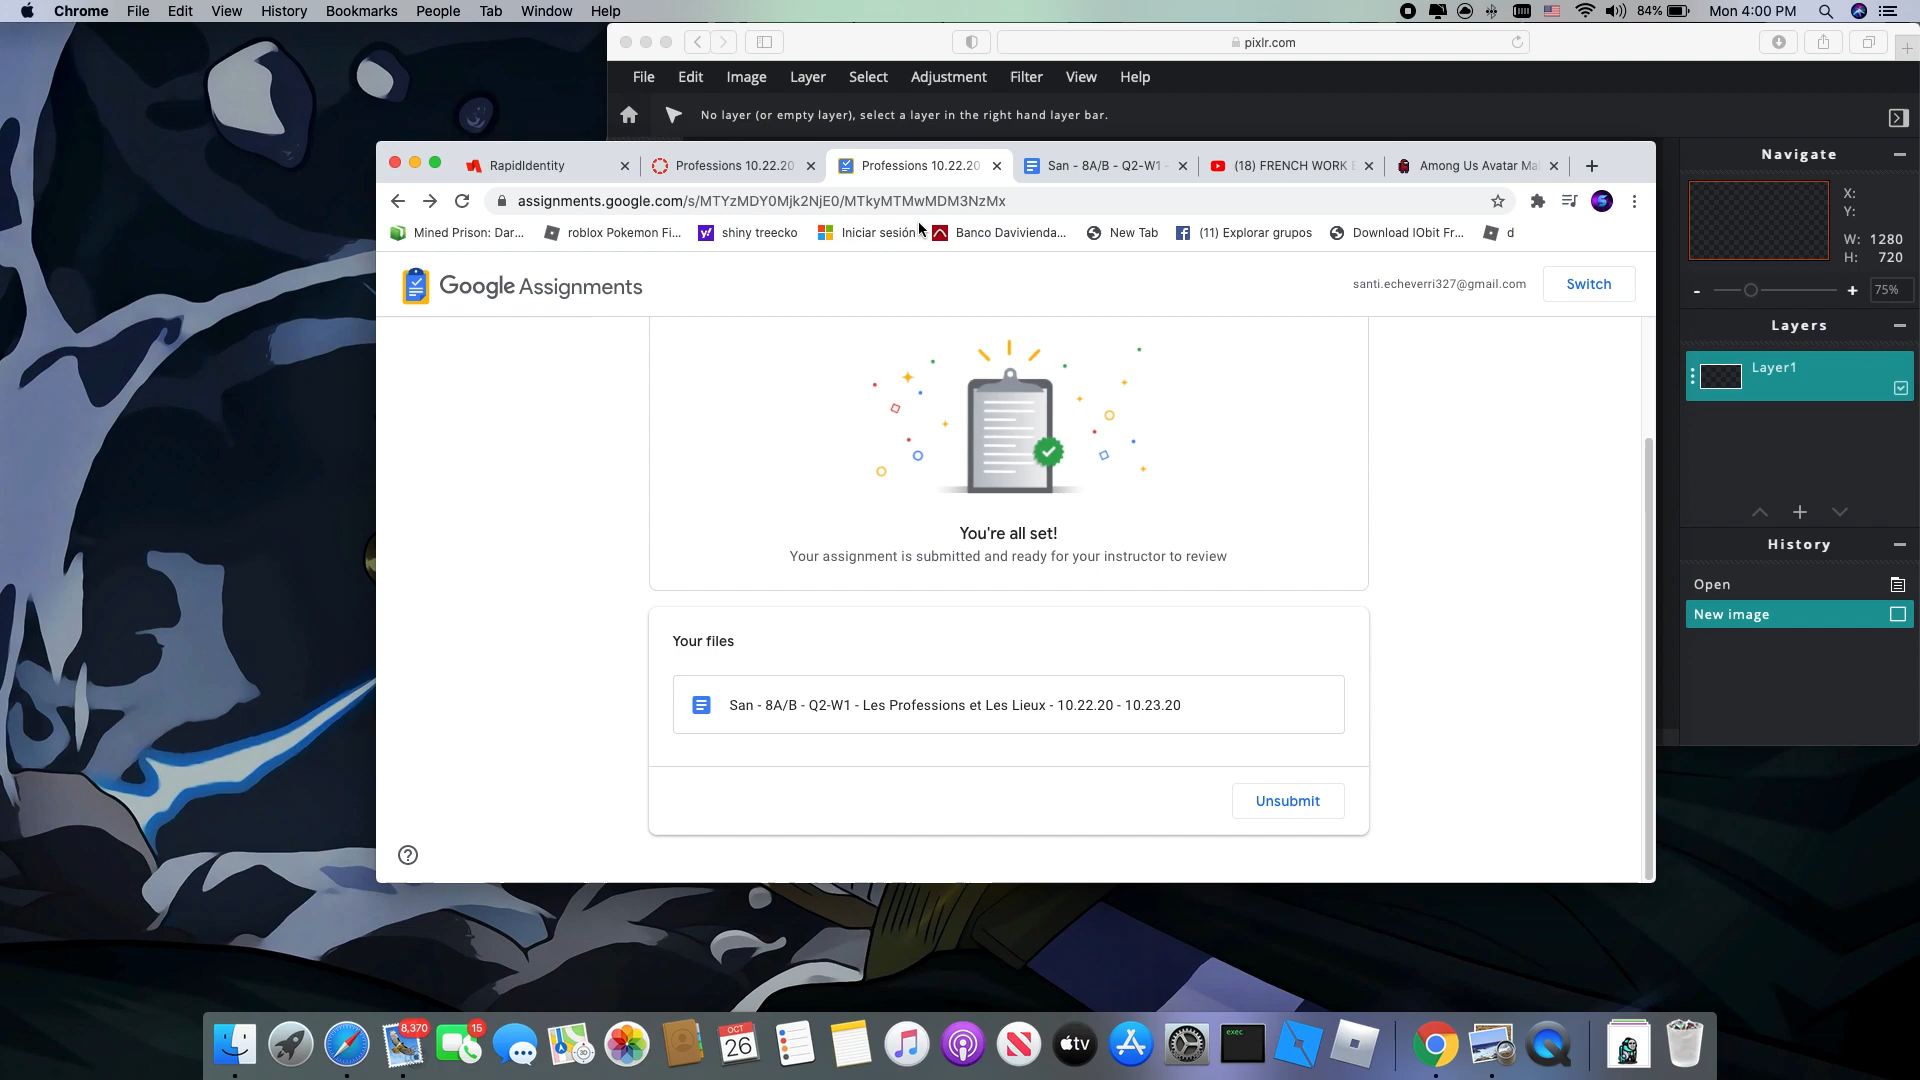 Chrome File Edit View History Bookmarks People Tab Window Help
84% Mon 4:00 PM
pixlr.com
File Edit Image Layer Select Adjustment Filter View Help
No layer (or empty layer), select a layer in the right hand layer bar.
RapidIdentity
Professions 10.22.20
Professions 10.22.20
San - 8A/B - Q2-W1 -
(18) FRENCH WORK
Among Us Avatar
assignments.google.com/s/MTYzMDY0Mjk2NjE0/MTkyMTMwMDM3NzMx
Mined Prison: Dar...
roblox Pokemon Fi...
shiny treecko
Iniciar sesión
Banco Davivienda...
New Tab
(11) Explorar grupos
Download IObit Fr...
d
Google Assignments
santi.echeverri327@gmail.com
Switch
You're all set!
Your assignment is submitted and ready for your instructor to review
Your files
San - 8A/B - Q2-W1 - Les Professions et Les Lieux - 10.22.20 - 10.23.20
Unsubmit
Navigate
X:
Y:
W: 1280
H: 720
75%
Layers
Layer1
History
Open
New image
8,370
15
3D
OCT
26
tv
exec